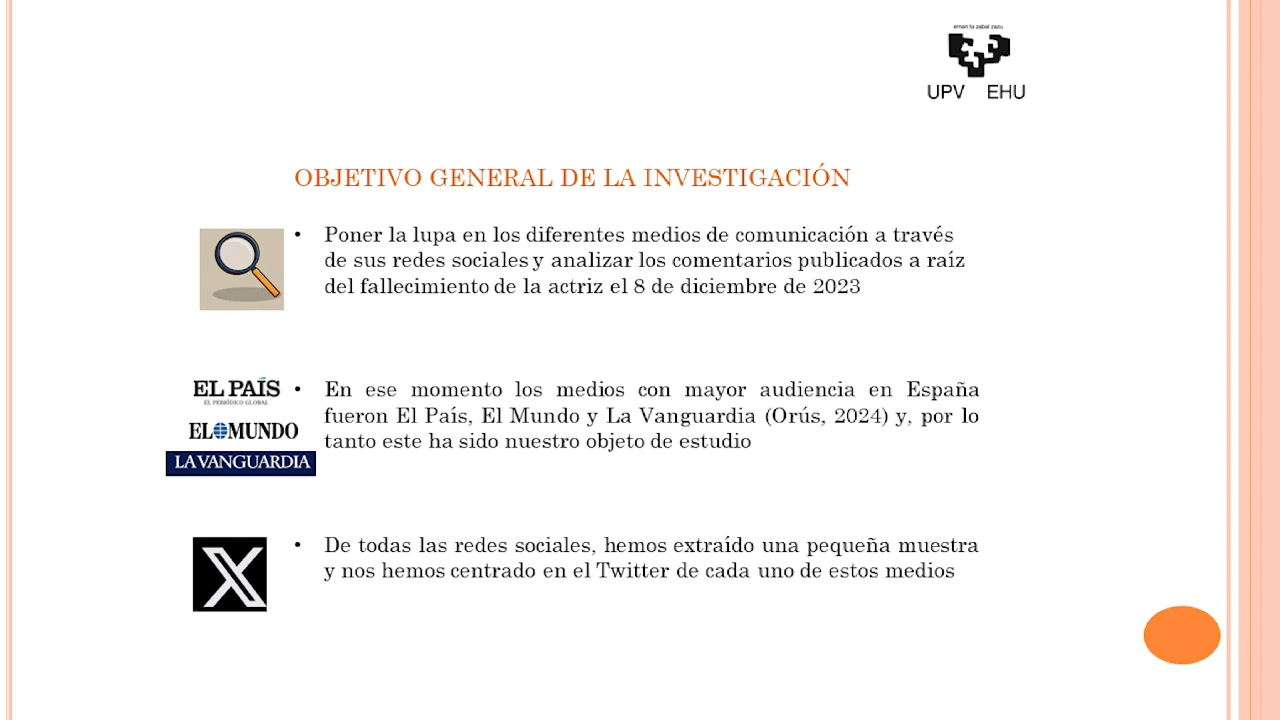 eman ta zabal zazu
UPV EHU
OBJETIVO GENERAL DE LA INVESTIGACIÓN
• Poner la lupa en los diferentes medios de comunicación a través
de sus redes sociales y analizar los comentarios publicados a raíz
del fallecimiento de la actriz el 8 de diciembre de 2023
EL PAÍS
EL PERIÓDICO GLOBAL
EL MUNDO
LA VANGUARDIA
• En ese momento los medios con mayor audiencia en España
fueron El País, El Mundo y La Vanguardia (Orús, 2024) y, por lo
tanto este ha sido nuestro objeto de estudio
• De todas las redes sociales, hemos extraído una pequeña muestra
y nos hemos centrado en el Twitter de cada uno de estos medios